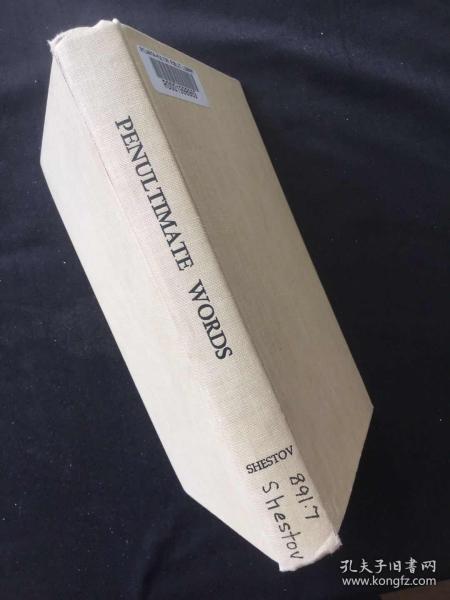 PENULTIMATE WORDS
SHESTOV
891.7
Shestov
孔夫子旧书网
www.kongfz.com